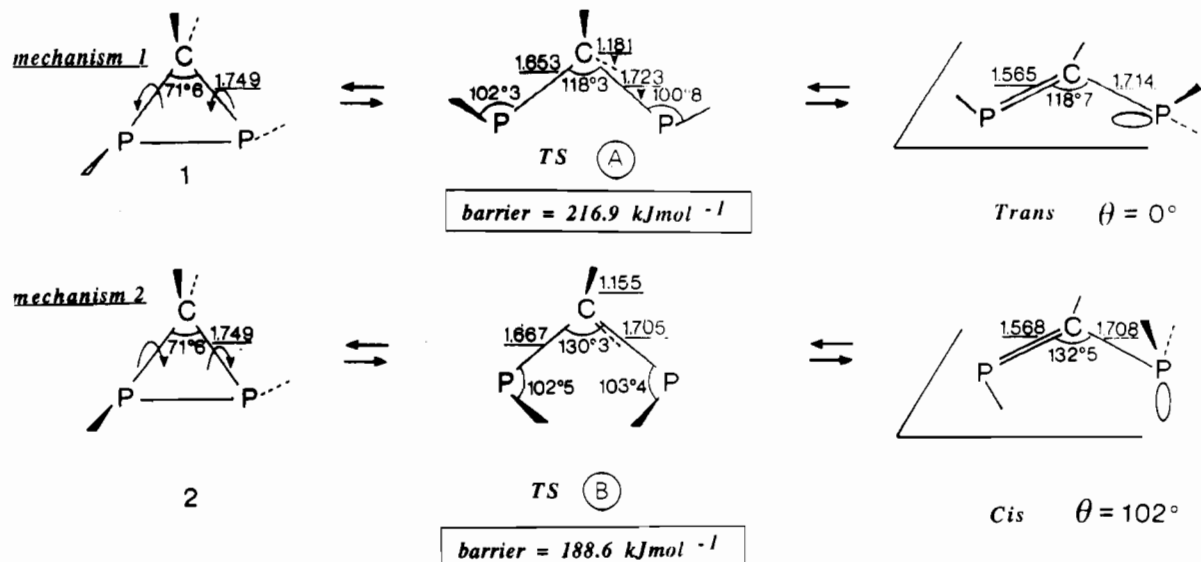 mechanism 1
C
71°6
1.749
P
P
1
C
1.181
1.653
1.723
118°3
102°3
100°8
P
P
TS A
barrier = 216.9 kJmol -1
1.565
C
1.714
118°7
P
P
Trans θ = 0°
mechanism 2
C
71°6
1.749
P
P
2
1.155
C
1.667
1.705
130°3
P
102°5
103°4
P
TS B
barrier = 188.6 kJmol -1
1.568
C
1.708
132°5
P
P
Cis θ = 102°